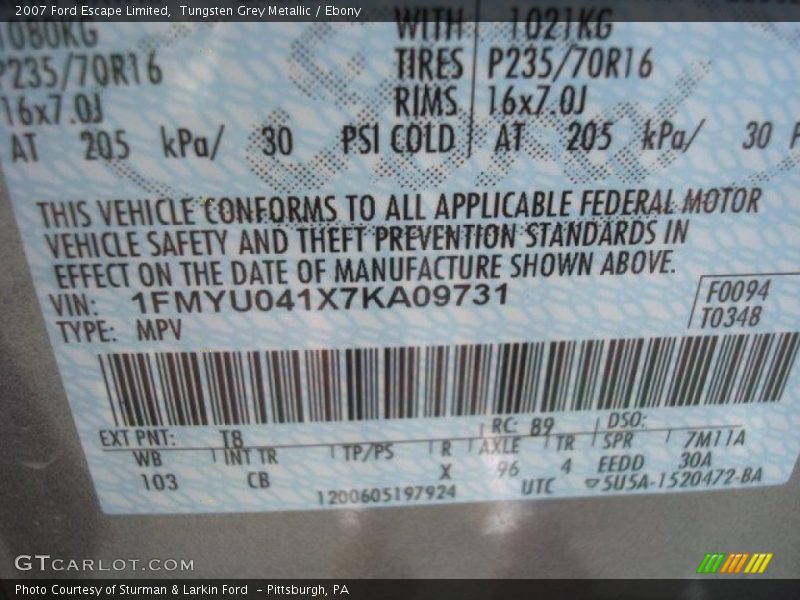 2007 Ford Escape Limited, Tungsten Grey Metallic / Ebony
1080KG WITH 1021KG
P235/70R16 TIRES P235/70R16
16x7.0J RIMS 16x7.0J
AT 205 kPa/ 30 PSI COLD AT 205 kPa/ 30 P
THIS VEHICLE CONFORMS TO ALL APPLICABLE FEDERAL MOTOR
VEHICLE SAFETY AND THEFT PREVENTION STANDARDS IN
EFFECT ON THE DATE OF MANUFACTURE SHOWN ABOVE.
VIN: 1FMYU041X7KA09731 F0094
TYPE: MPV T0348
EXT PNT: T8 RC: 89 DSO:
WB INT TR TP/PS R AXLE TR SPR 7M11A
103 CB X 96 4 EEDD 30A
1200605197924 UTC 5U5A-1520472-BA
GTCARLOT.COM
Photo Courtesy of Sturman & Larkin Ford - Pittsburgh, PA